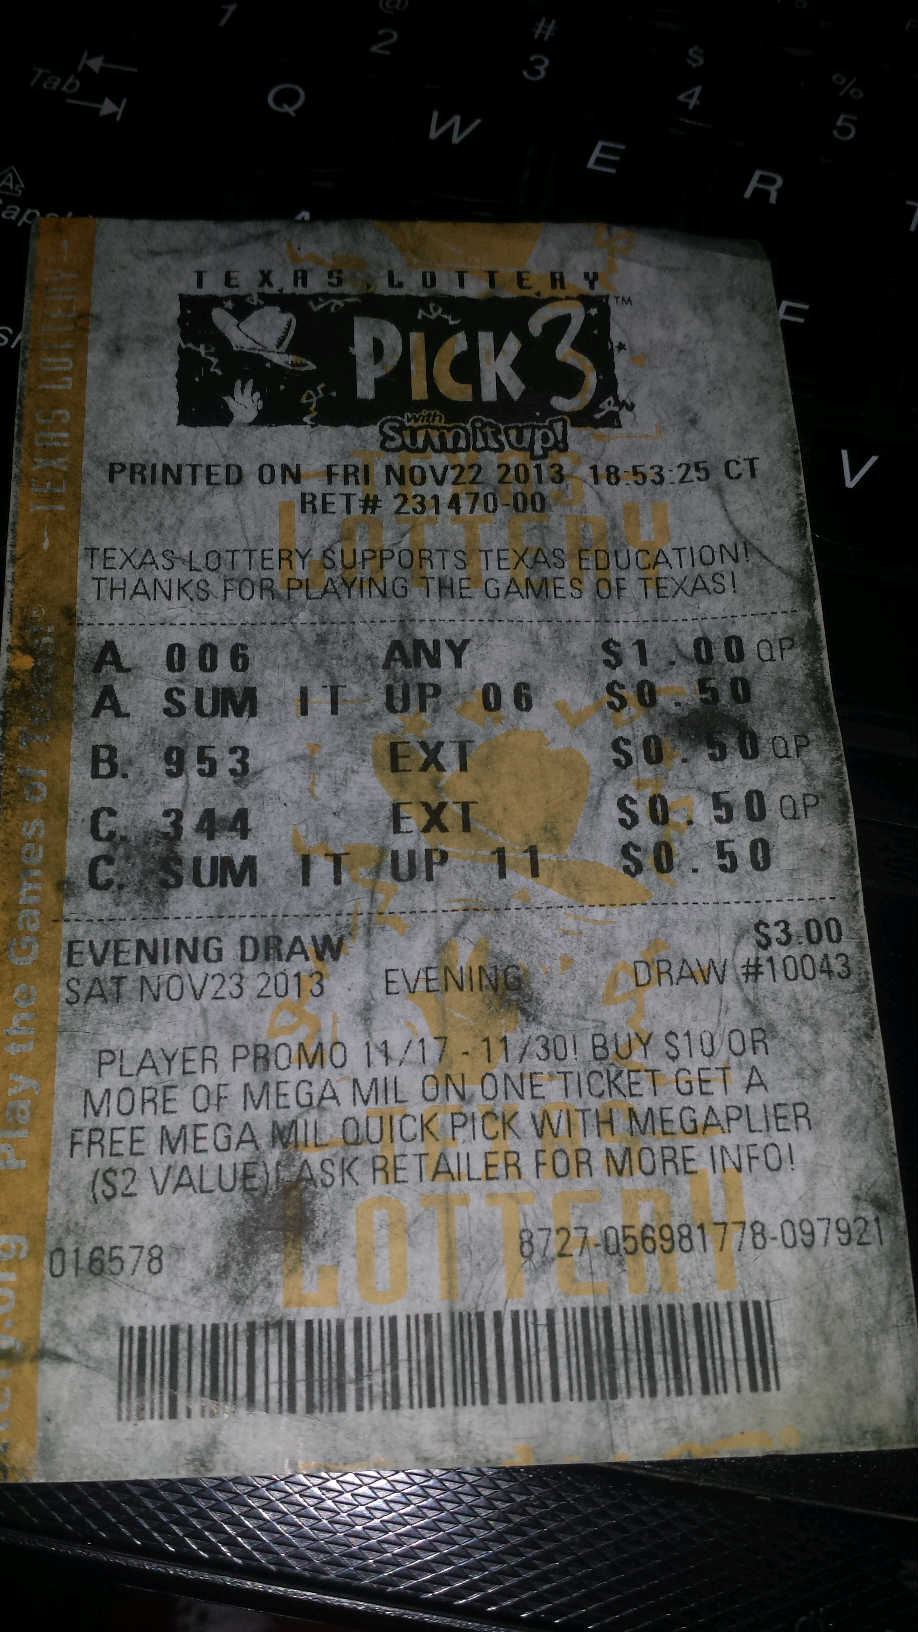 1 @ 2 # 3 $ 4 % 5
Tab Q W E R
A
F
V
TEXAS LOTTERY
PICK 3™
with
Sum it up!
PRINTED ON FRI NOV22 2013 18:53:25 CT
RET# 231470-00
TEXAS LOTTERY SUPPORTS TEXAS EDUCATION!
THANKS FOR PLAYING THE GAMES OF TEXAS!
A. 006 ANY $1.00 QP
A. SUM IT UP 06 $0.50
B. 953 EXT $0.50 QP
C. 344 EXT $0.50 QP
C. SUM IT UP 11 $0.50
EVENING DRAW $3.00
SAT NOV23 2013 EVENING DRAW #10043
PLAYER PROMO 11/17 - 11/30! BUY $10 OR
MORE OF MEGA MIL ON ONE TICKET GET A
FREE MEGA MIL QUICK PICK WITH MEGAPLIER
($2 VALUE)! ASK RETAILER FOR MORE INFO!
016578 8727-056981778-097921
TEXAS LOTTERY
Play the Games of Texas!®
TEXAS
LOTTERY
TEXAS
LOTTERY